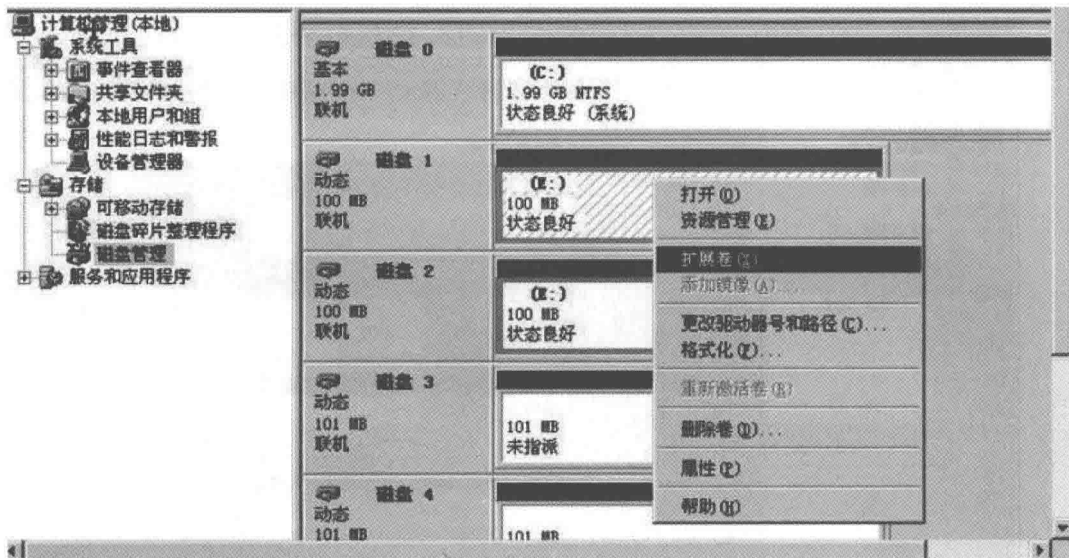 计算机管理(本地)
系统工具
事件查看器
共享文件夹
本地用户和组
性能日志和警报
设备管理器
存储
可移动存储
磁盘碎片整理程序
磁盘管理
服务和应用程序
磁盘 0
基本
1.99 GB
联机
(C:)
1.99 GB NTFS
状态良好 (系统)
磁盘 1
动态
100 MB
联机
(E:)
100 MB
状态良好
磁盘 2
动态
100 MB
联机
(E:)
100 MB
状态良好
磁盘 3
动态
101 MB
联机
101 MB
未指派
磁盘 4
动态
101 MB
101 MB
打开(O)
资源管理(E)
扩展卷(X)
添加镜像(A)...
更改驱动器号和路径(C)...
格式化(F)...
重新激活卷(R)
删除卷(D)...
属性(P)
帮助(H)